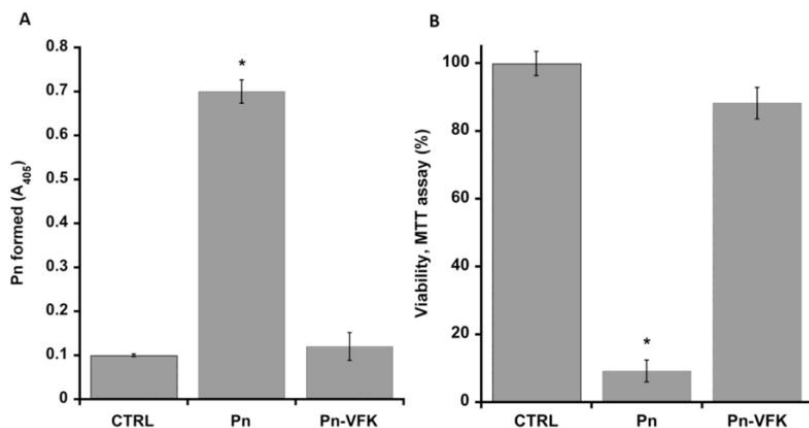 A
Pn formed (A405)
0.8
0.7
0.6
0.5
0.4
0.3
0.2
0.1
0
*
CTRL Pn Pn-VFK
B
Viability, MTT assay (%)
100
80
60
40
20
0
*
CTRL Pn Pn-VFK